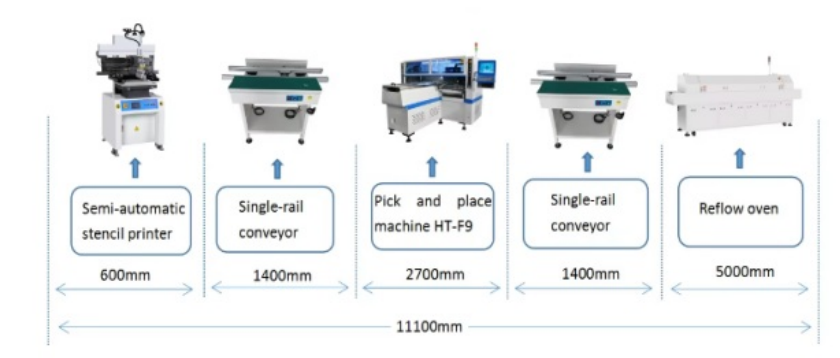 Semi-automatic
stencil printer
Single-rail
conveyor
Pick and place
machine HT-F9
Single-rail
conveyor
Reflow oven
600mm
1400mm
2700mm
1400mm
5000mm
11100mm